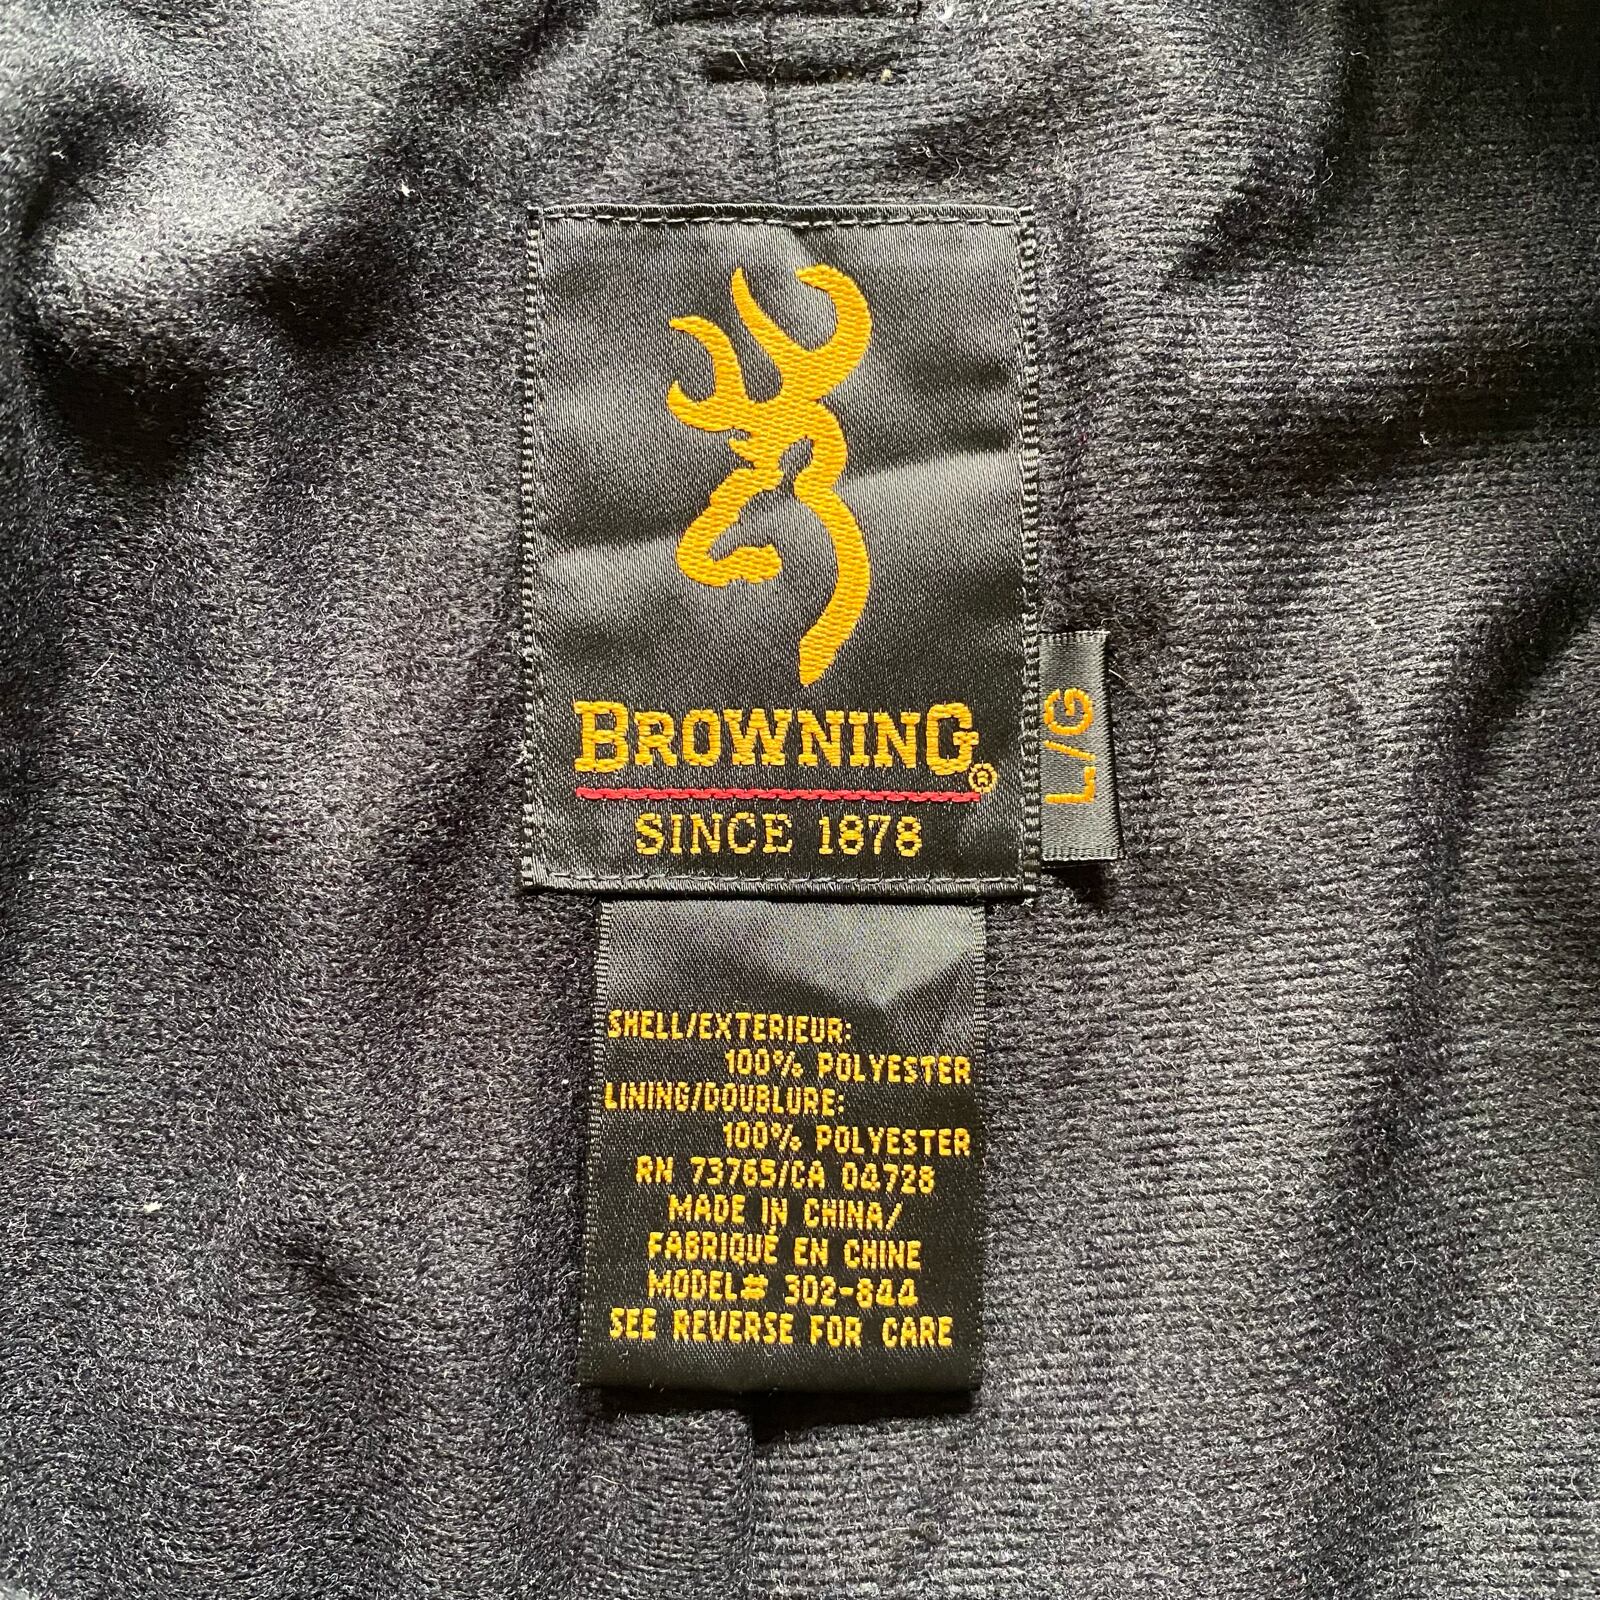 BROWNING®
SINCE 1878
L/G
SHELL/EXTERIEUR:
100% POLYESTER
LINING/DOUBLURE:
100% POLYESTER
RN 73765/CA 04728
MADE IN CHINA/
FABRIQUÉ EN CHINE
MODEL# 302-844
SEE REVERSE FOR CARE